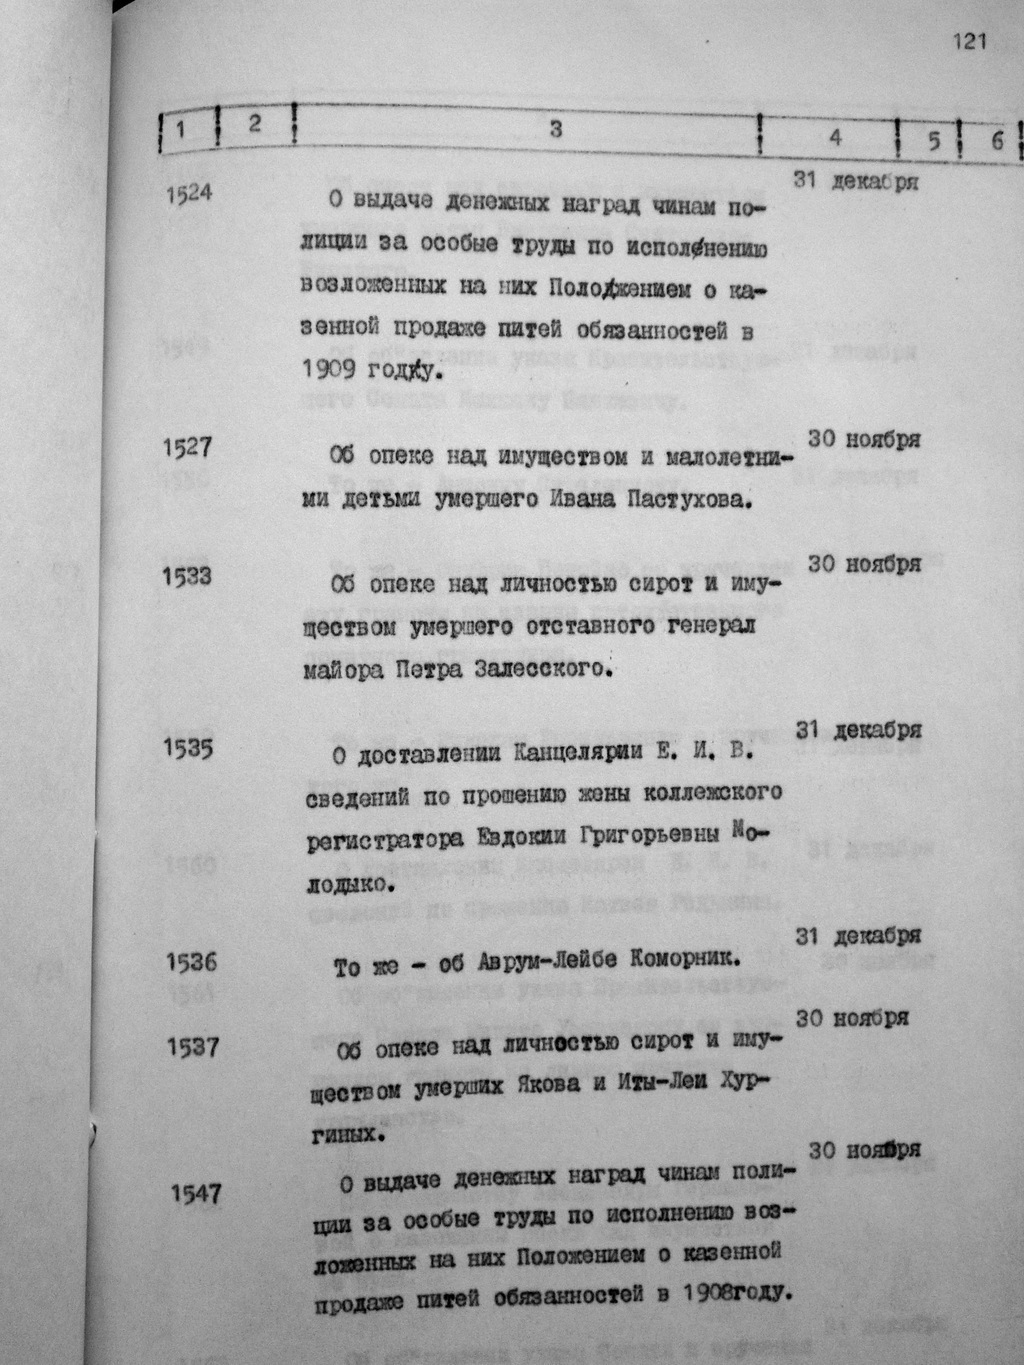 121
1 2 3 4 5 6
1524 О выдаче денежных наград чинам по- 31 декабря
лиции за особые труды по исполнению
возложенных на них Положением о ка-
зенной продаже питей обязанностей в
1909 году.
1527 Об опеке над имуществом и малолетни- 30 ноября
ми детьми умершего Ивана Пастухова.
1533 Об опеке над личностью сирот и иму- 30 ноября
ществом умершего отставного генерал
майора Петра Залесского.
1535 О доставлении Канцелярии Е. И. В. 31 декабря
сведений по прошению жены коллежского
регистратора Евдокии Григорьевны Мо-
лодыко.
1536 То же - об Аврум-Лейбе Коморник. 31 декабря
1537 Об опеке над личностью сирот и иму- 30 ноября
ществом умерших Якова и Иты-Леи Хур-
гиных.
1547 О выдаче денежных наград чинам поли- 30 ноября
ции за особые труды по исполнению воз-
ложенных на них Положением о казенной
продаже питей обязанностей в 1908году.